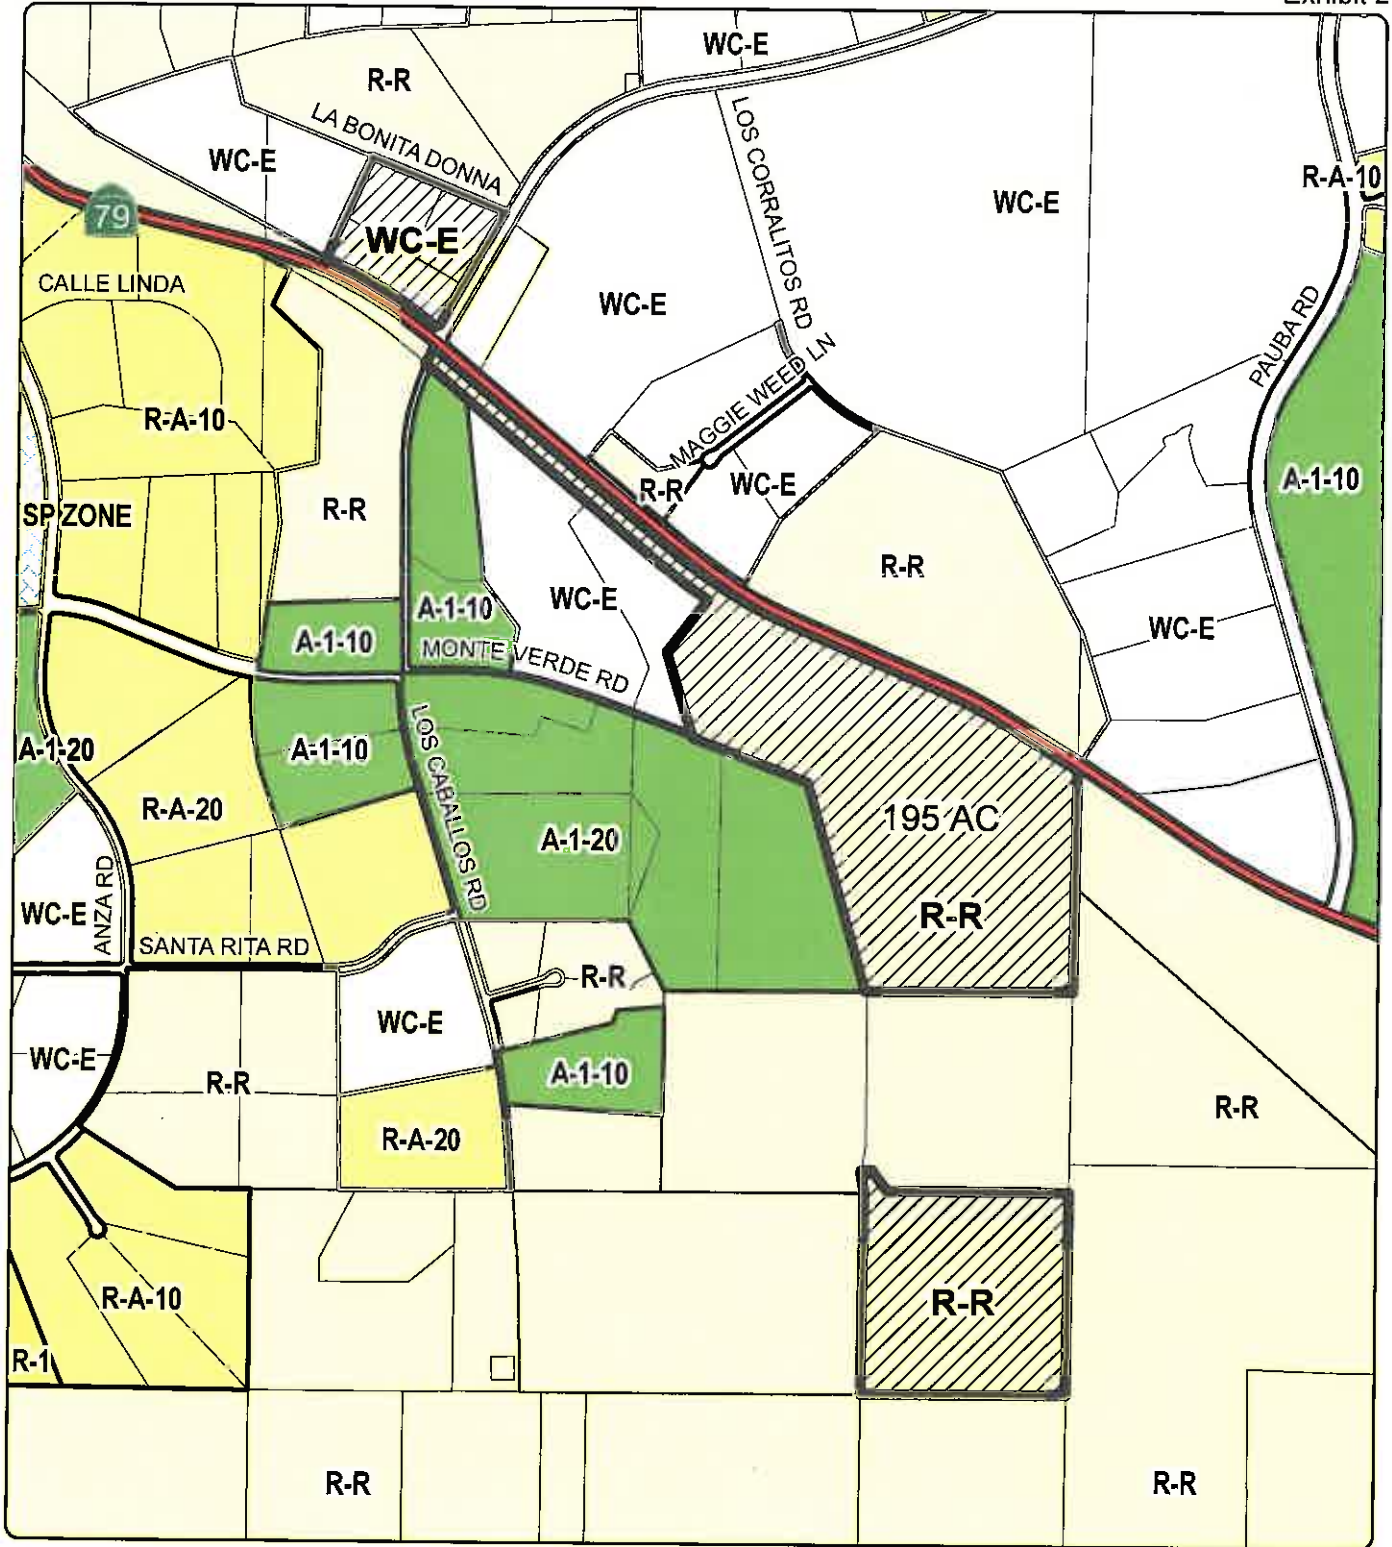 Exhibit 2
WC-E
R-R
LA BONITA DONNA
LOS CORRALITOS RD
WC-E
R-A-10
WC-E
79
WC-E
CALLE LINDA
WC-E
PAUBA RD
MAGGIE WEED LN
R-A-10
A-1-10
R-R
WC-E
SP ZONE
R-R
R-R
WC-E
A-1-10
WC-E
A-1-10
MONTE VERDE RD
LOS CABALLOS RD
A-1-20
A-1-10
R-A-20
195 AC
A-1-20
ANZA RD
WC-E
R-R
SANTA RITA RD
R-R
WC-E
WC-E
A-1-10
R-R
R-R
R-A-20
R-A-10
R-R
R-1
R-R
R-R